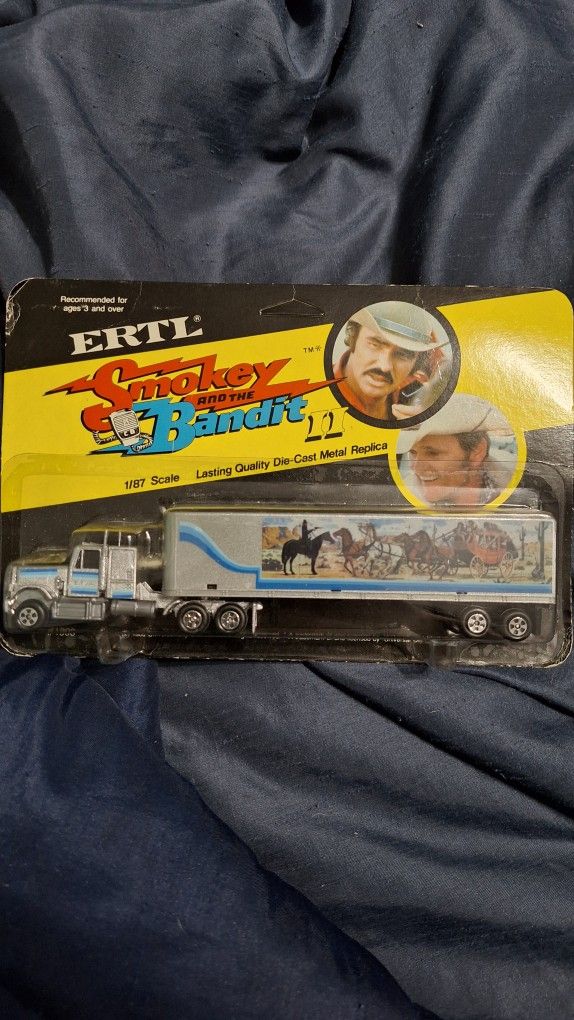 Recommended for
ages 3 and over
ERTL®
Smokey
AND THE
Bandit II
TM
1/87 Scale Lasting Quality Die-Cast Metal Replica